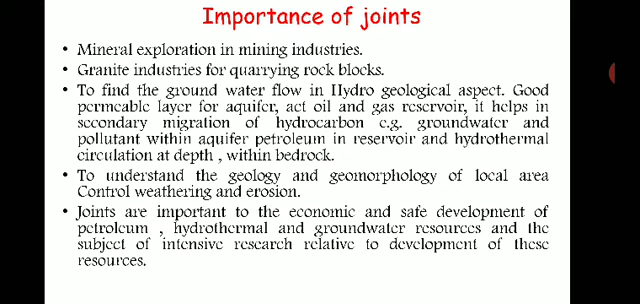 Importance of joints
• Mineral exploration in mining industries.
• Granite industries for quarrying rock blocks.
• To find the ground water flow in Hydro geological aspect. Good
permeable layer for aquifer, act oil and gas reservoir, it helps in
secondary migration of hydrocarbon e.g. groundwater and
pollutant within aquifer petroleum in reservoir and hydrothermal
circulation at depth , within bedrock.
• To understand the geology and geomorphology of local area
Control weathering and erosion.
• Joints are important to the economic and safe development of
petroleum , hydrothermal and groundwater resources and the
subject of intensive research relative to development of these
resources.